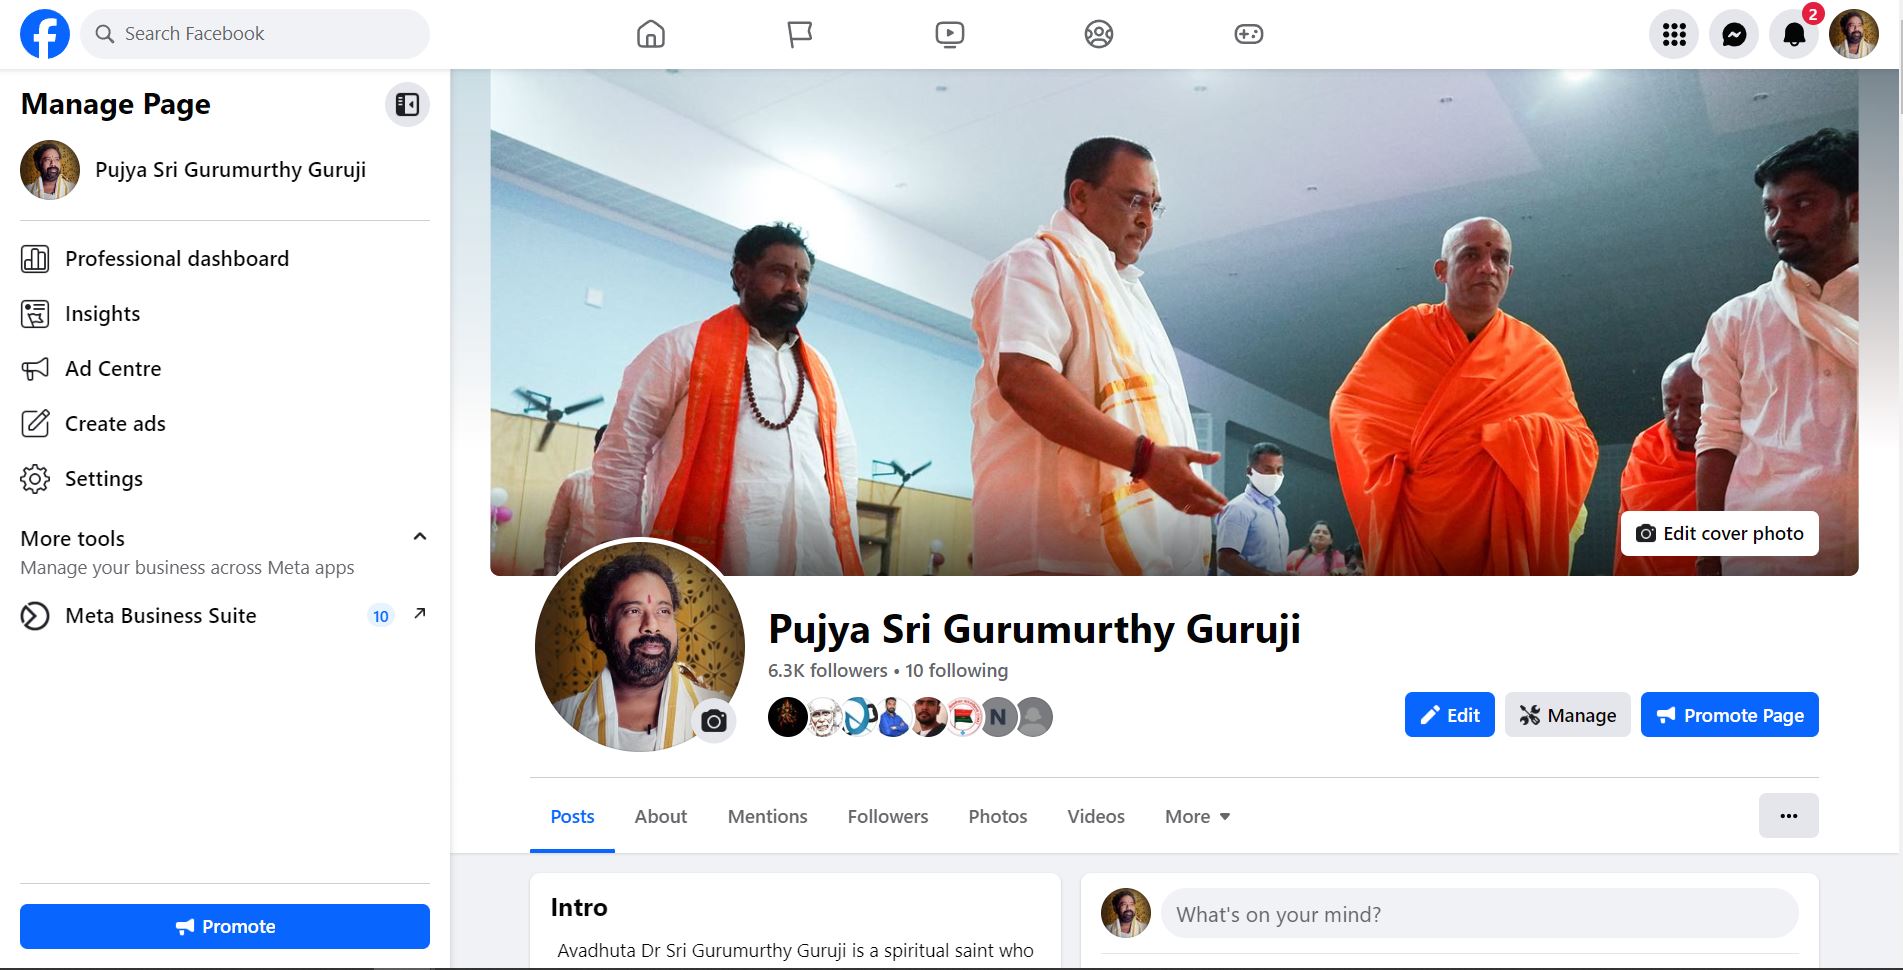 Search Facebook
2
Manage Page
Pujya Sri Gurumurthy Guruji
Professional dashboard
Insights
Ad Centre
Create ads
Settings
More tools
Manage your business across Meta apps
Meta Business Suite
10
Promote
Edit cover photo
Pujya Sri Gurumurthy Guruji
6.3K followers • 10 following
N
Edit
Manage
Promote Page
Posts
About
Mentions
Followers
Photos
Videos
More
Intro
Avadhuta Dr Sri Gurumurthy Guruji is a spiritual saint who
What's on your mind?